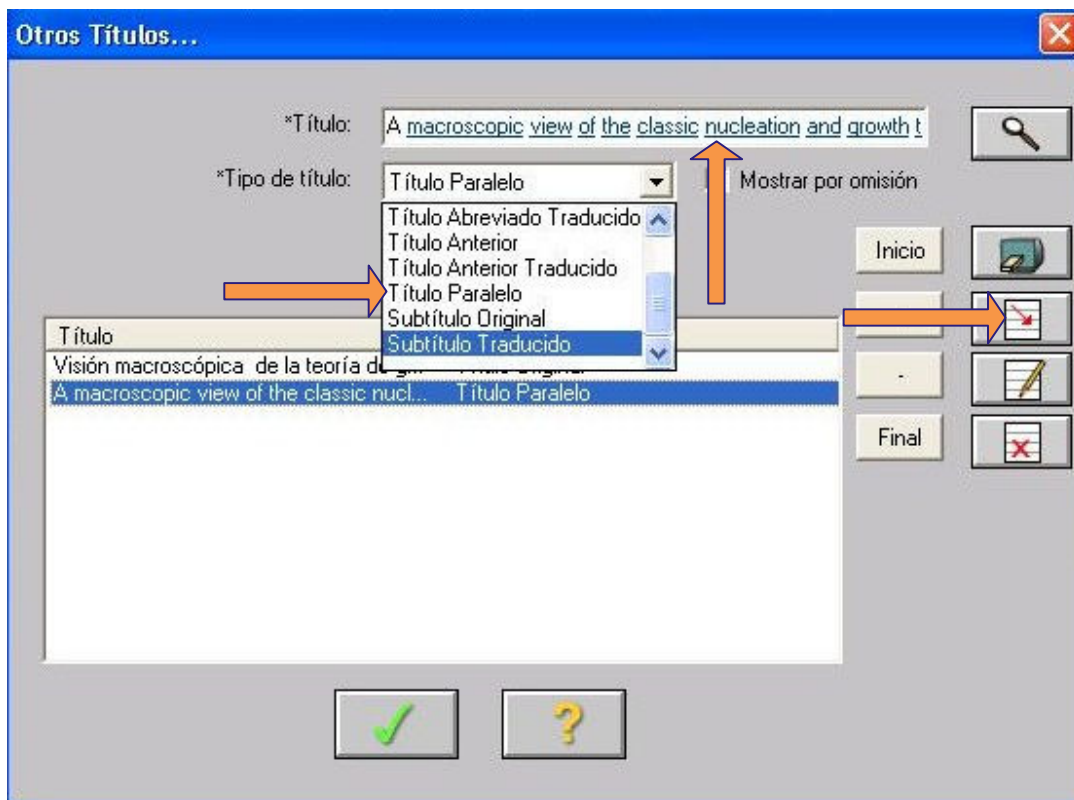 Otros Títulos...
*Título: A macroscopic view of the classic nucleation and growth t
*Tipo de título: Título Paralelo Mostrar por omisión
Título Abreviado Traducido
Título Anterior
Título Anterior Traducido
Título Paralelo
Subtítulo Original
Subtítulo Traducido
Inicio
-
Final
Título
Visión macroscópica de la teoría de
A macroscopic view of the classic nucl... Título Paralelo